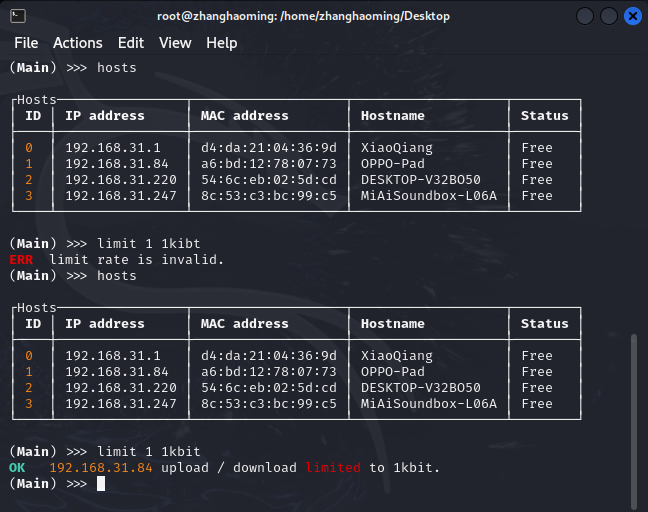 root@zhanghaoming: /home/zhanghaoming/Desktop
File Actions Edit View Help
(Main) >>> hosts
Hosts
ID IP address MAC address Hostname Status
0 192.168.31.1 d4:da:21:04:36:9d XiaoQiang Free
1 192.168.31.84 a6:bd:12:78:07:73 OPPO-Pad Free
2 192.168.31.220 54:6c:eb:02:5d:cd DESKTOP-V32BO50 Free
3 192.168.31.247 8c:53:c3:bc:99:c5 MiAiSoundbox-L06A Free
(Main) >>> limit 1 1kibt
ERR limit rate is invalid.
(Main) >>> hosts
Hosts
ID IP address MAC address Hostname Status
0 192.168.31.1 d4:da:21:04:36:9d XiaoQiang Free
1 192.168.31.84 a6:bd:12:78:07:73 OPPO-Pad Free
2 192.168.31.220 54:6c:eb:02:5d:cd DESKTOP-V32BO50 Free
3 192.168.31.247 8c:53:c3:bc:99:c5 MiAiSoundbox-L06A Free
(Main) >>> limit 1 1kbit
OK 192.168.31.84 upload / download limited to 1kbit.
(Main) >>>